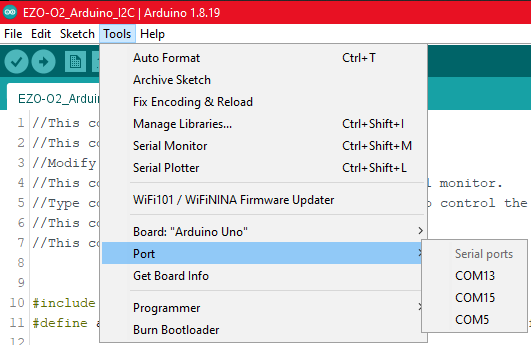 EZO-O2_Arduino_I2C | Arduino 1.8.19
File Edit Sketch Tools Help
EZO-O2_Ardui
Auto Format Ctrl+T
Archive Sketch
Fix Encoding & Reload
Manage Libraries... Ctrl+Shift+I
Serial Monitor Ctrl+Shift+M
Serial Plotter Ctrl+Shift+L
WiFi101 / WiFiNINA Firmware Updater
Board: "Arduino Uno"
Port
Get Board Info
Programmer
Burn Bootloader
Serial ports
COM13
COM15
COM5
1 //This co
2 //This co
3 //Modify
4 //This co l monitor.
5 //Type co o control the
6 //This co
7 //This co
8
9
10 #include
11 #define a
12